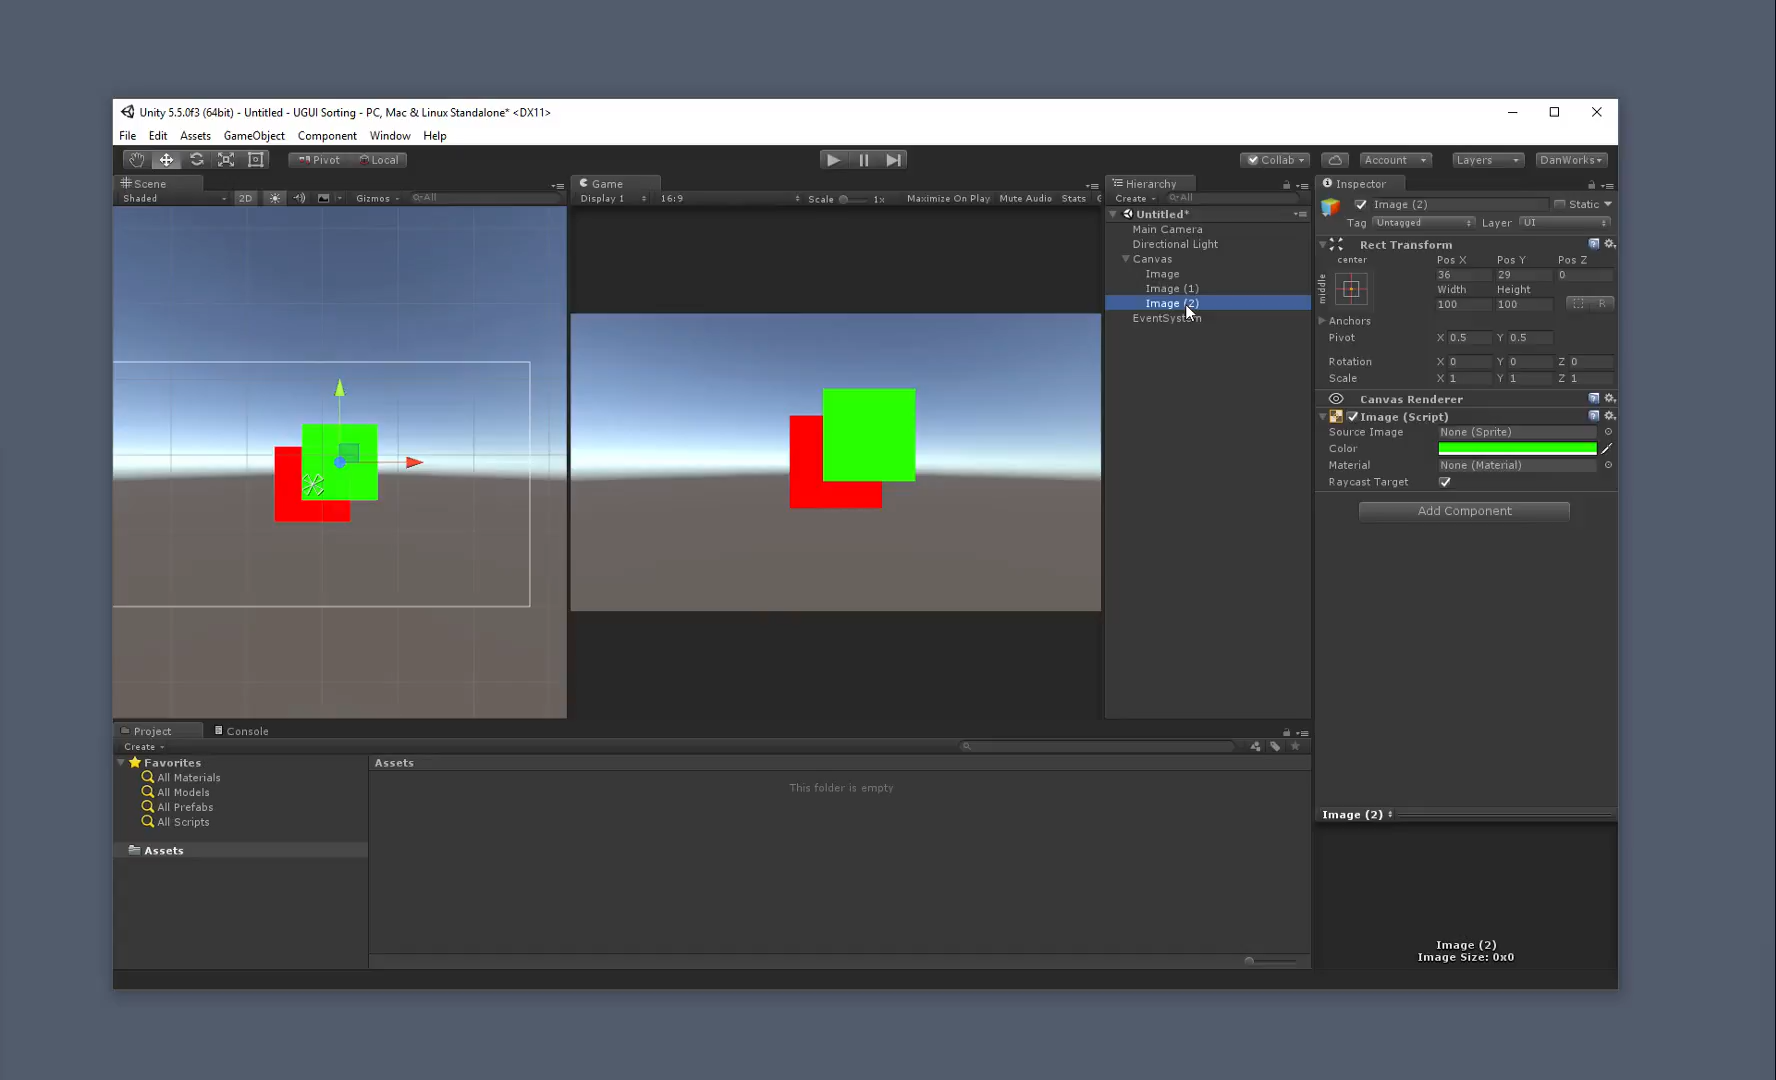 Unity 5.5.0f3 (64bit) - Untitled - UGUI Sorting - PC, Mac & Linux Standalone* <DX11>
File Edit Assets GameObject Component Window Help
Pivot Local Collab Account Layers DanWorks
Scene
Shaded 2D Gizmos All
Game
Display 1 16:9 Scale 1x Maximize On Play Mute Audio Stats
Hierarchy
Create All
Untitled*
Main Camera
Directional Light
Canvas
Image
Image (1)
Image (2)
EventSystem
Inspector
Image (2) Static
Tag Untagged Layer UI
Rect Transform
center Pos X Pos Y Pos Z
middle
36 29 0
Width Height
100 100 R
Anchors
Pivot X 0.5 Y 0.5
Rotation X 0 Y 0 Z 0
Scale X 1 Y 1 Z 1
Canvas Renderer
Image (Script)
Source Image None (Sprite)
Color
Material None (Material)
Raycast Target
Add Component
Project Console
Create
Favorites
All Materials
All Models
All Prefabs
All Scripts
Assets
Assets
This folder is empty
Image (2)
Image (2)
Image Size: 0x0